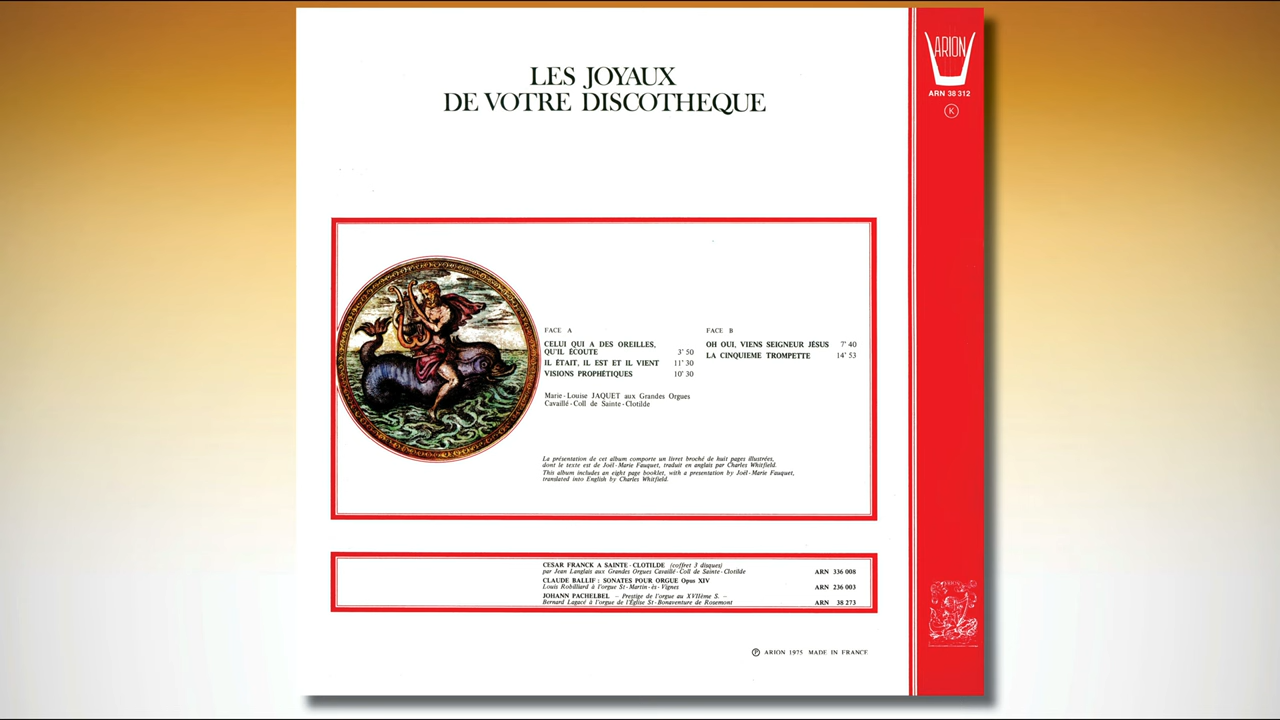 LES JOYAUX
DE VOTRE DISCOTHEQUE
ARION
ARN 38 312
K
FACE A
CELUI QUI A DES OREILLES,
QU'IL ÉCOUTE 3' 50
IL ÉTAIT, IL EST ET IL VIENT 11' 30
VISIONS PROPHÉTIQUES 10' 30
Marie-Louise JAQUET aux Grandes Orgues
Cavaillé-Coll de Sainte-Clotilde
FACE B
OH OUI, VIENS SEIGNEUR JÉSUS 7' 40
LA CINQUIEME TROMPETTE 14' 53
La présentation de cet album comporte un livret broché de huit pages illustrées,
dont le texte est de Joël-Marie Fauquet, traduit en anglais par Charles Whitfield.
This album includes an eight page booklet, with a presentation by Joël-Marie Fauquet,
translated into English by Charles Whitfield.
CESAR FRANCK A SAINTE-CLOTILDE (coffret 3 disques)
par Jean Langlais aux Grandes Orgues Cavaillé-Coll de Sainte-Clotilde ARN 336 008
CLAUDE BALLIF : SONATES POUR ORGUE Opus XIV
Louis Robilliard à l'orgue St-Martin-ès-Vignes ARN 236 003
JOHANN PACHELBEL – Prestige de l'orgue au XVIIème S. –
Bernard Lagacé à l'orgue de l'Église St-Bonaventure de Rosemont ARN 38 273
Ⓟ ARION 1975 MADE IN FRANCE